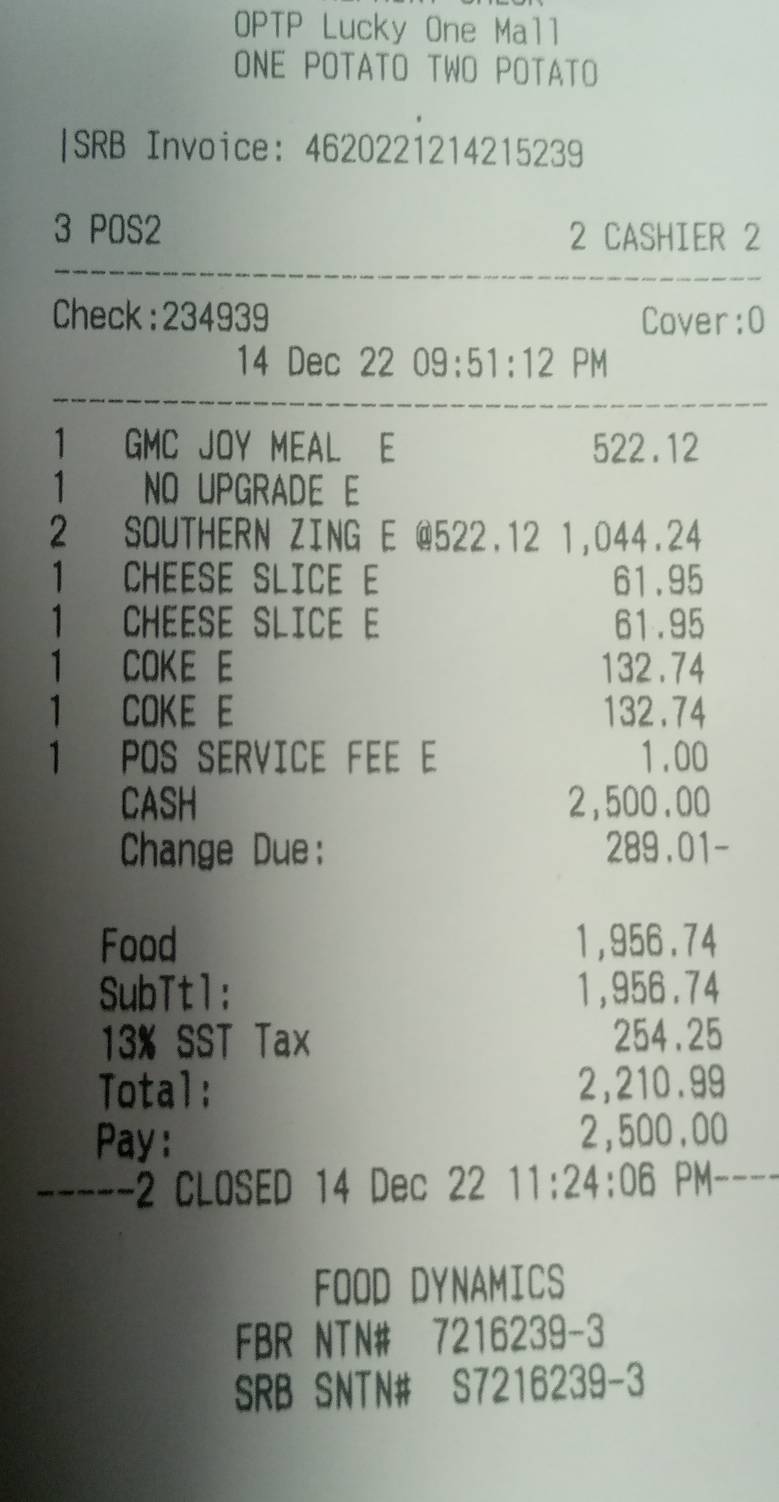 OPTP Lucky One Mall
ONE POTATO TWO POTATO
|SRB Invoice: 4620221214215239
3 POS2 2 CASHIER 2
------------------------------------------
Check:234939 Cover:0
14 Dec 22 09:51:12 PM
------------------------------------------
1 GMC JOY MEAL E 522.12
1 NO UPGRADE E
2 SOUTHERN ZING E @522.12 1,044.24
1 CHEESE SLICE E 61.95
1 CHEESE SLICE E 61.95
1 COKE E 132.74
1 COKE E 132.74
1 POS SERVICE FEE E 1.00
CASH 2,500.00
Change Due: 289.01-
Food 1,956.74
SubTtl: 1,956.74
13% SST Tax 254.25
Total: 2,210.99
Pay: 2,500.00
-----2 CLOSED 14 Dec 22 11:24:06 PM----
FOOD DYNAMICS
FBR NTN# 7216239-3
SRB SNTN# S7216239-3